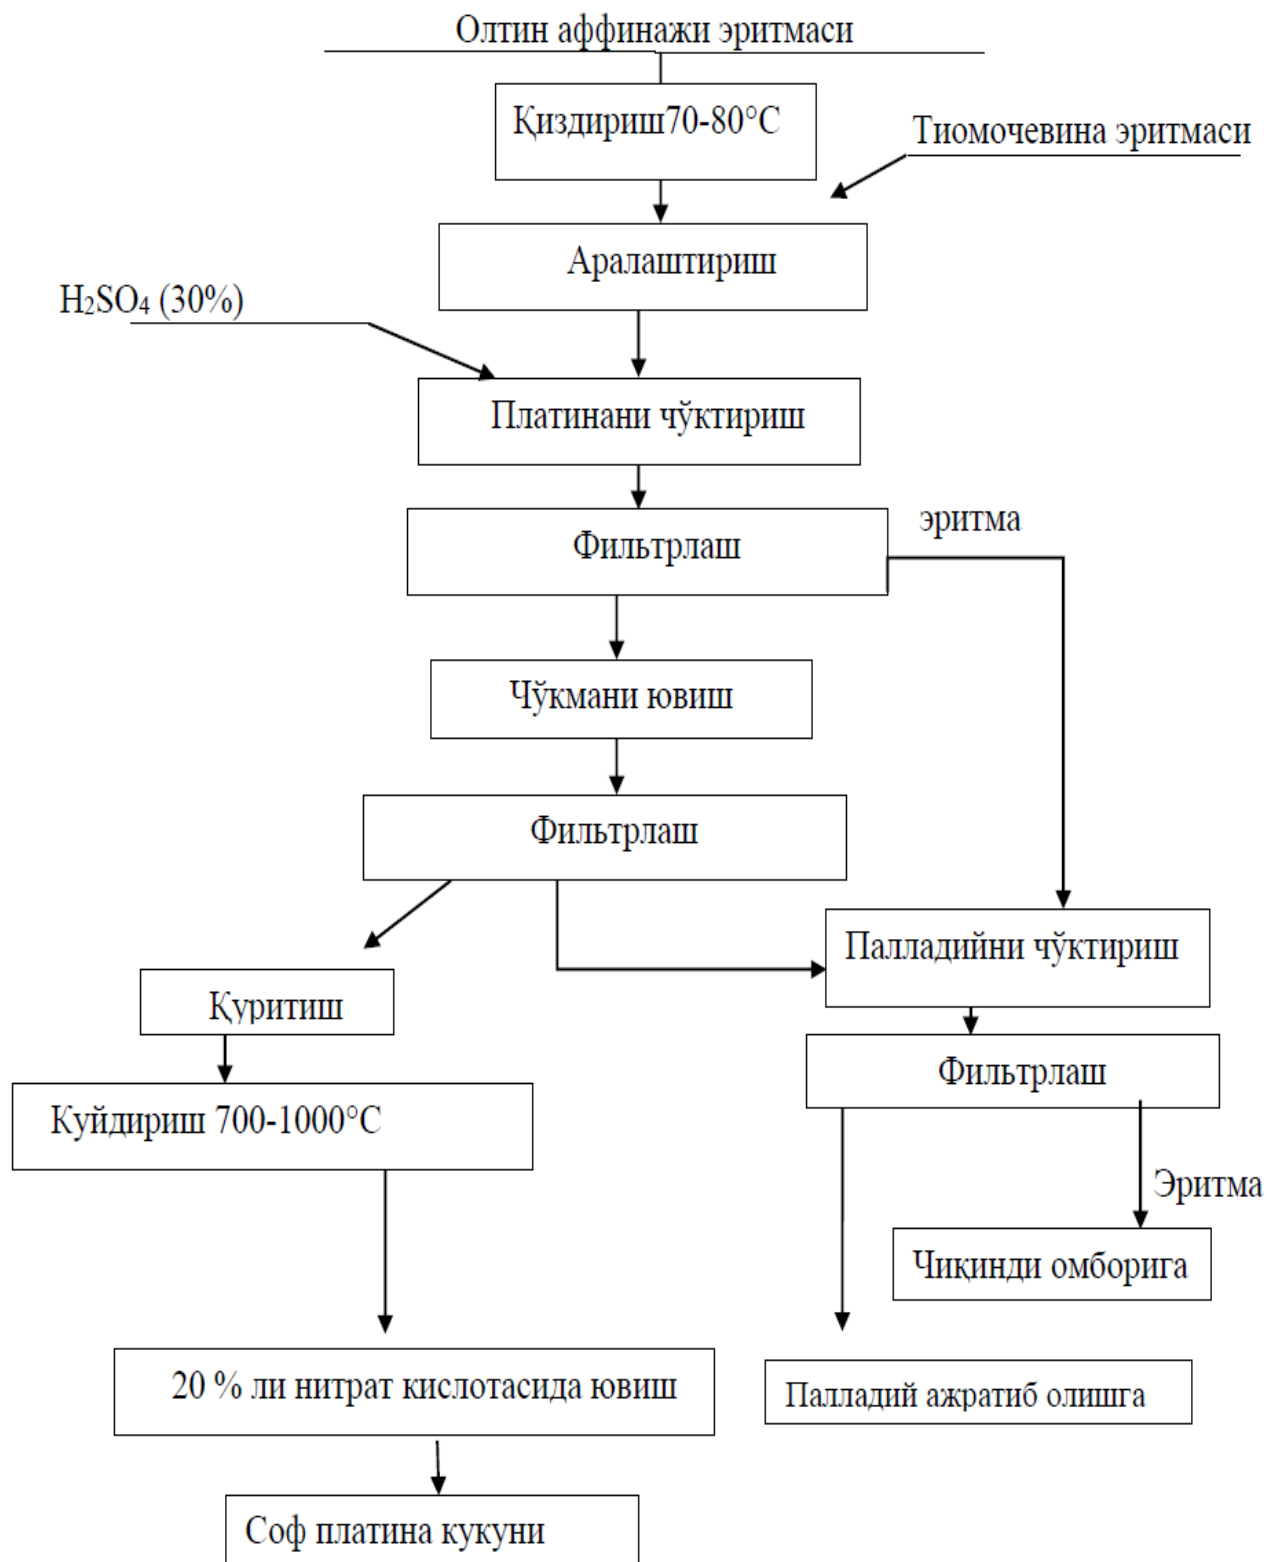 Олтин аффинажи эритмаси
Қиздириш70-80°С
Тиомочевина эритмаси
Аралаштириш
H₂SO₄ (30%)
Платинани чўктириш
Фильтрлаш
эритма
Чўкмани ювиш
Фильтрлаш
Палладийни чўктириш
Қуритиш
Фильтрлаш
Куйдириш 700-1000°С
Эритма
Чиқинди омборига
20 % ли нитрат кислотасида ювиш
Палладий ажратиб олишга
Соф платина кукуни